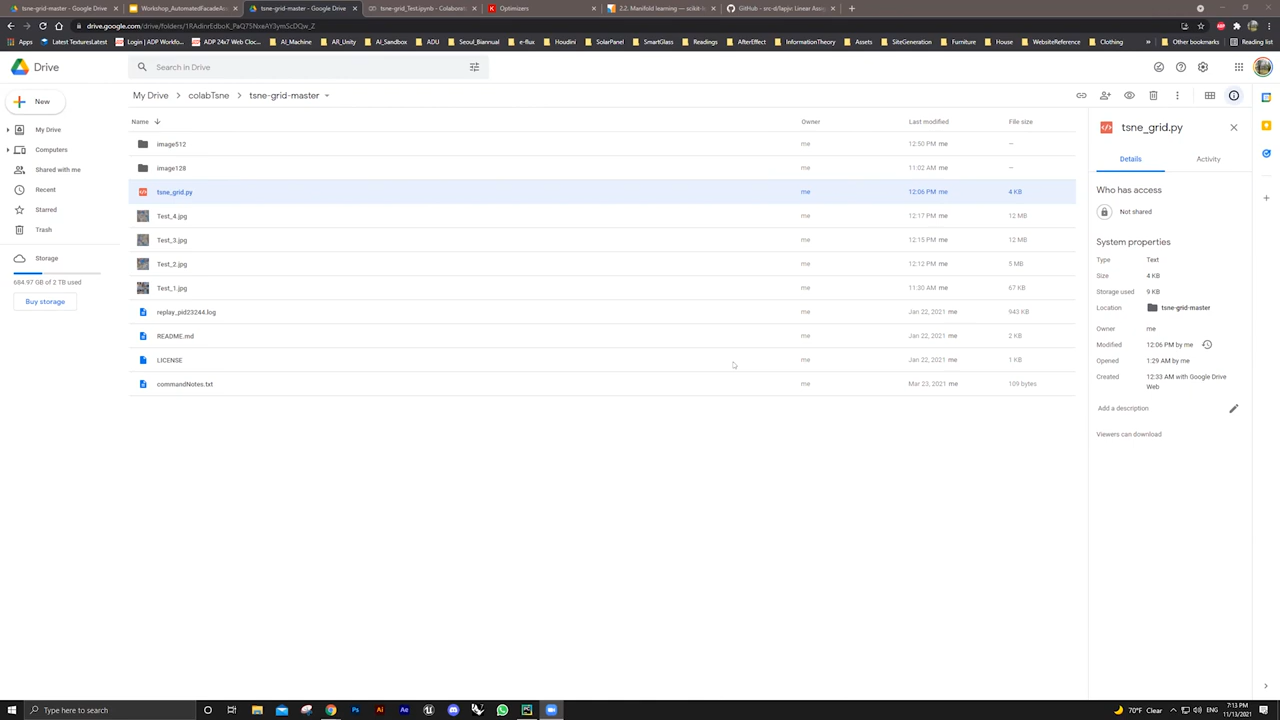 tsne-grid-master - Google Drive
Workshop_AutomatedFacadeAss
tsne-grid-master - Google Drive
tsne-grid_Test.ipynb - Colaborat
Optimizers
2.2. Manifold learning — scikit-l
GitHub - src-d/lapjv: Linear Assig
drive.google.com/drive/folders/1RAdinrEdboK_PaQ75NxaAY3ymScDQw_Z
Apps
Latest TexturesLatest
Login | ADP Workfo...
ADP 24x7 Web Cloc...
AI_Machine
AR_Unity
AI_Sandbox
ADU
Seoul_Biannual
e-flux
Houdini
SolarPanel
SmartGlass
Readings
AfterEffect
InformationTheory
Assets
SiteGeneration
Furniture
House
WebsiteReference
Clothing
Other bookmarks
Reading list
Drive
Search in Drive
New
My Drive
Computers
Shared with me
Recent
Starred
Trash
Storage
684.97 GB of 2 TB used
Buy storage
My Drive > colabTsne > tsne-grid-master
Name Owner Last modified File size
image512 me 12:50 PM me –
image128 me 11:02 AM me –
tsne_grid.py me 12:06 PM me 4 KB
Test_4.jpg me 12:17 PM me 12 MB
Test_3.jpg me 12:15 PM me 12 MB
Test_2.jpg me 12:12 PM me 5 MB
Test_1.jpg me 11:30 AM me 67 KB
replay_pid23244.log me Jan 22, 2021 me 943 KB
README.md me Jan 22, 2021 me 2 KB
LICENSE me Jan 22, 2021 me 1 KB
commandNotes.txt me Mar 23, 2021 me 109 bytes
tsne_grid.py
Details
Activity
Who has access
Not shared
System properties
Type Text
Size 4 KB
Storage used 9 KB
Location tsne-grid-master
Owner me
Modified 12:06 PM by me
Opened 1:29 AM by me
Created 12:33 AM with Google Drive
Web
Add a description
Viewers can download
Type here to search
70°F Clear
ENG
7:13 PM
11/13/2021